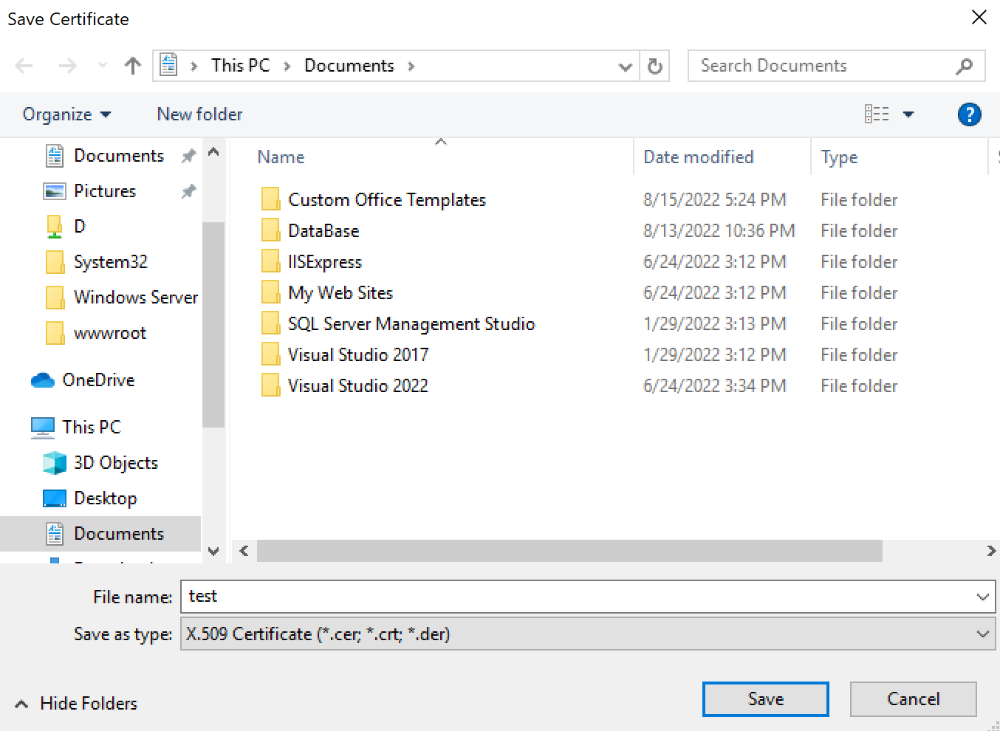 Save Certificate
This PC > Documents >
Search Documents
Organize
New folder
?
Documents
Pictures
D
System32
Windows Server
wwwroot
OneDrive
This PC
3D Objects
Desktop
Documents
Name Date modified Type
Custom Office Templates 8/15/2022 5:24 PM File folder
DataBase 8/13/2022 10:36 PM File folder
IISExpress 6/24/2022 3:12 PM File folder
My Web Sites 6/24/2022 3:12 PM File folder
SQL Server Management Studio 1/29/2022 3:13 PM File folder
Visual Studio 2017 1/29/2022 3:12 PM File folder
Visual Studio 2022 6/24/2022 3:34 PM File folder
File name: test
Save as type: X.509 Certificate (*.cer; *.crt; *.der)
Hide Folders
Save
Cancel